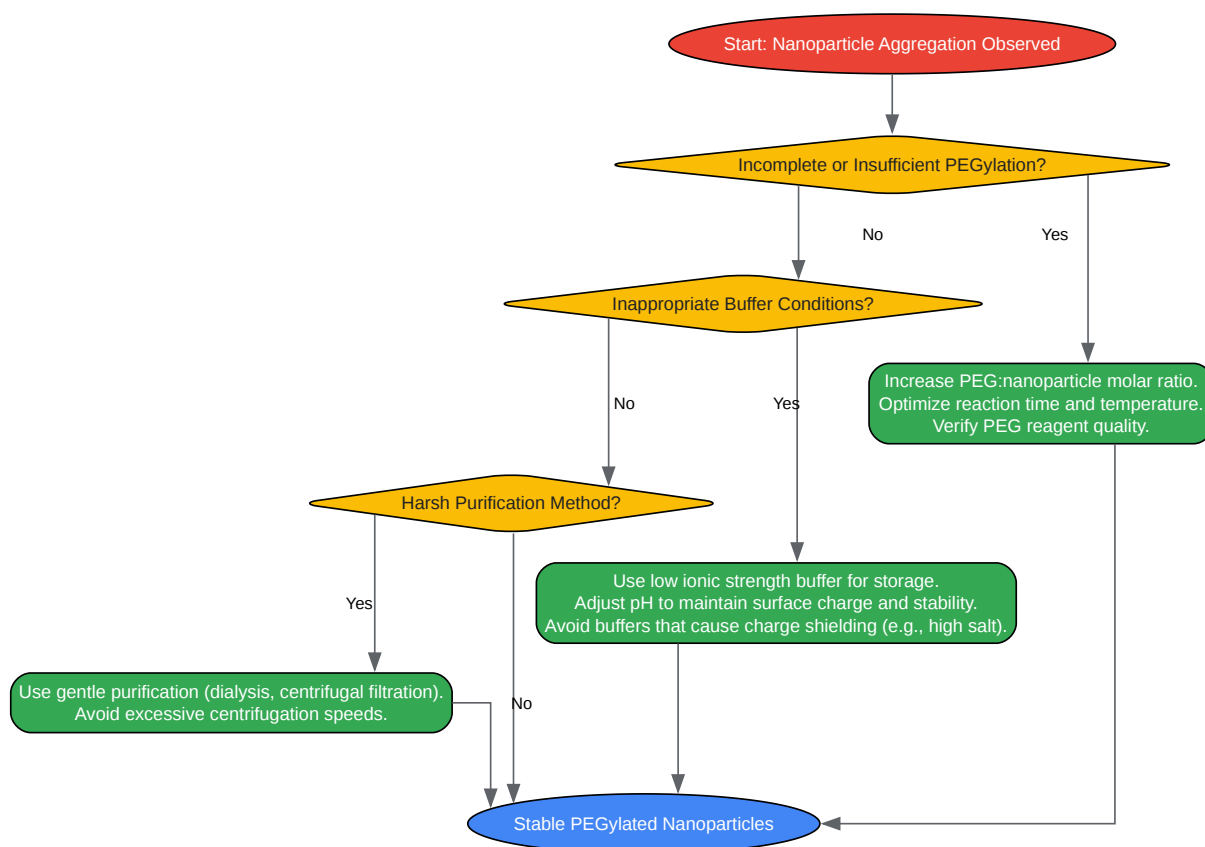 Start: Nanoparticle Aggregation Observed
Incomplete or Insufficient PEGylation?
No
Yes
Inappropriate Buffer Conditions?
Increase PEG:nanoparticle molar ratio.
Optimize reaction time and temperature.
Verify PEG reagent quality.
No
Yes
Harsh Purification Method?
Use low ionic strength buffer for storage.
Adjust pH to maintain surface charge and stability.
Avoid buffers that cause charge shielding (e.g., high salt).
Yes
No
Use gentle purification (dialysis, centrifugal filtration).
Avoid excessive centrifugation speeds.
Stable PEGylated Nanoparticles